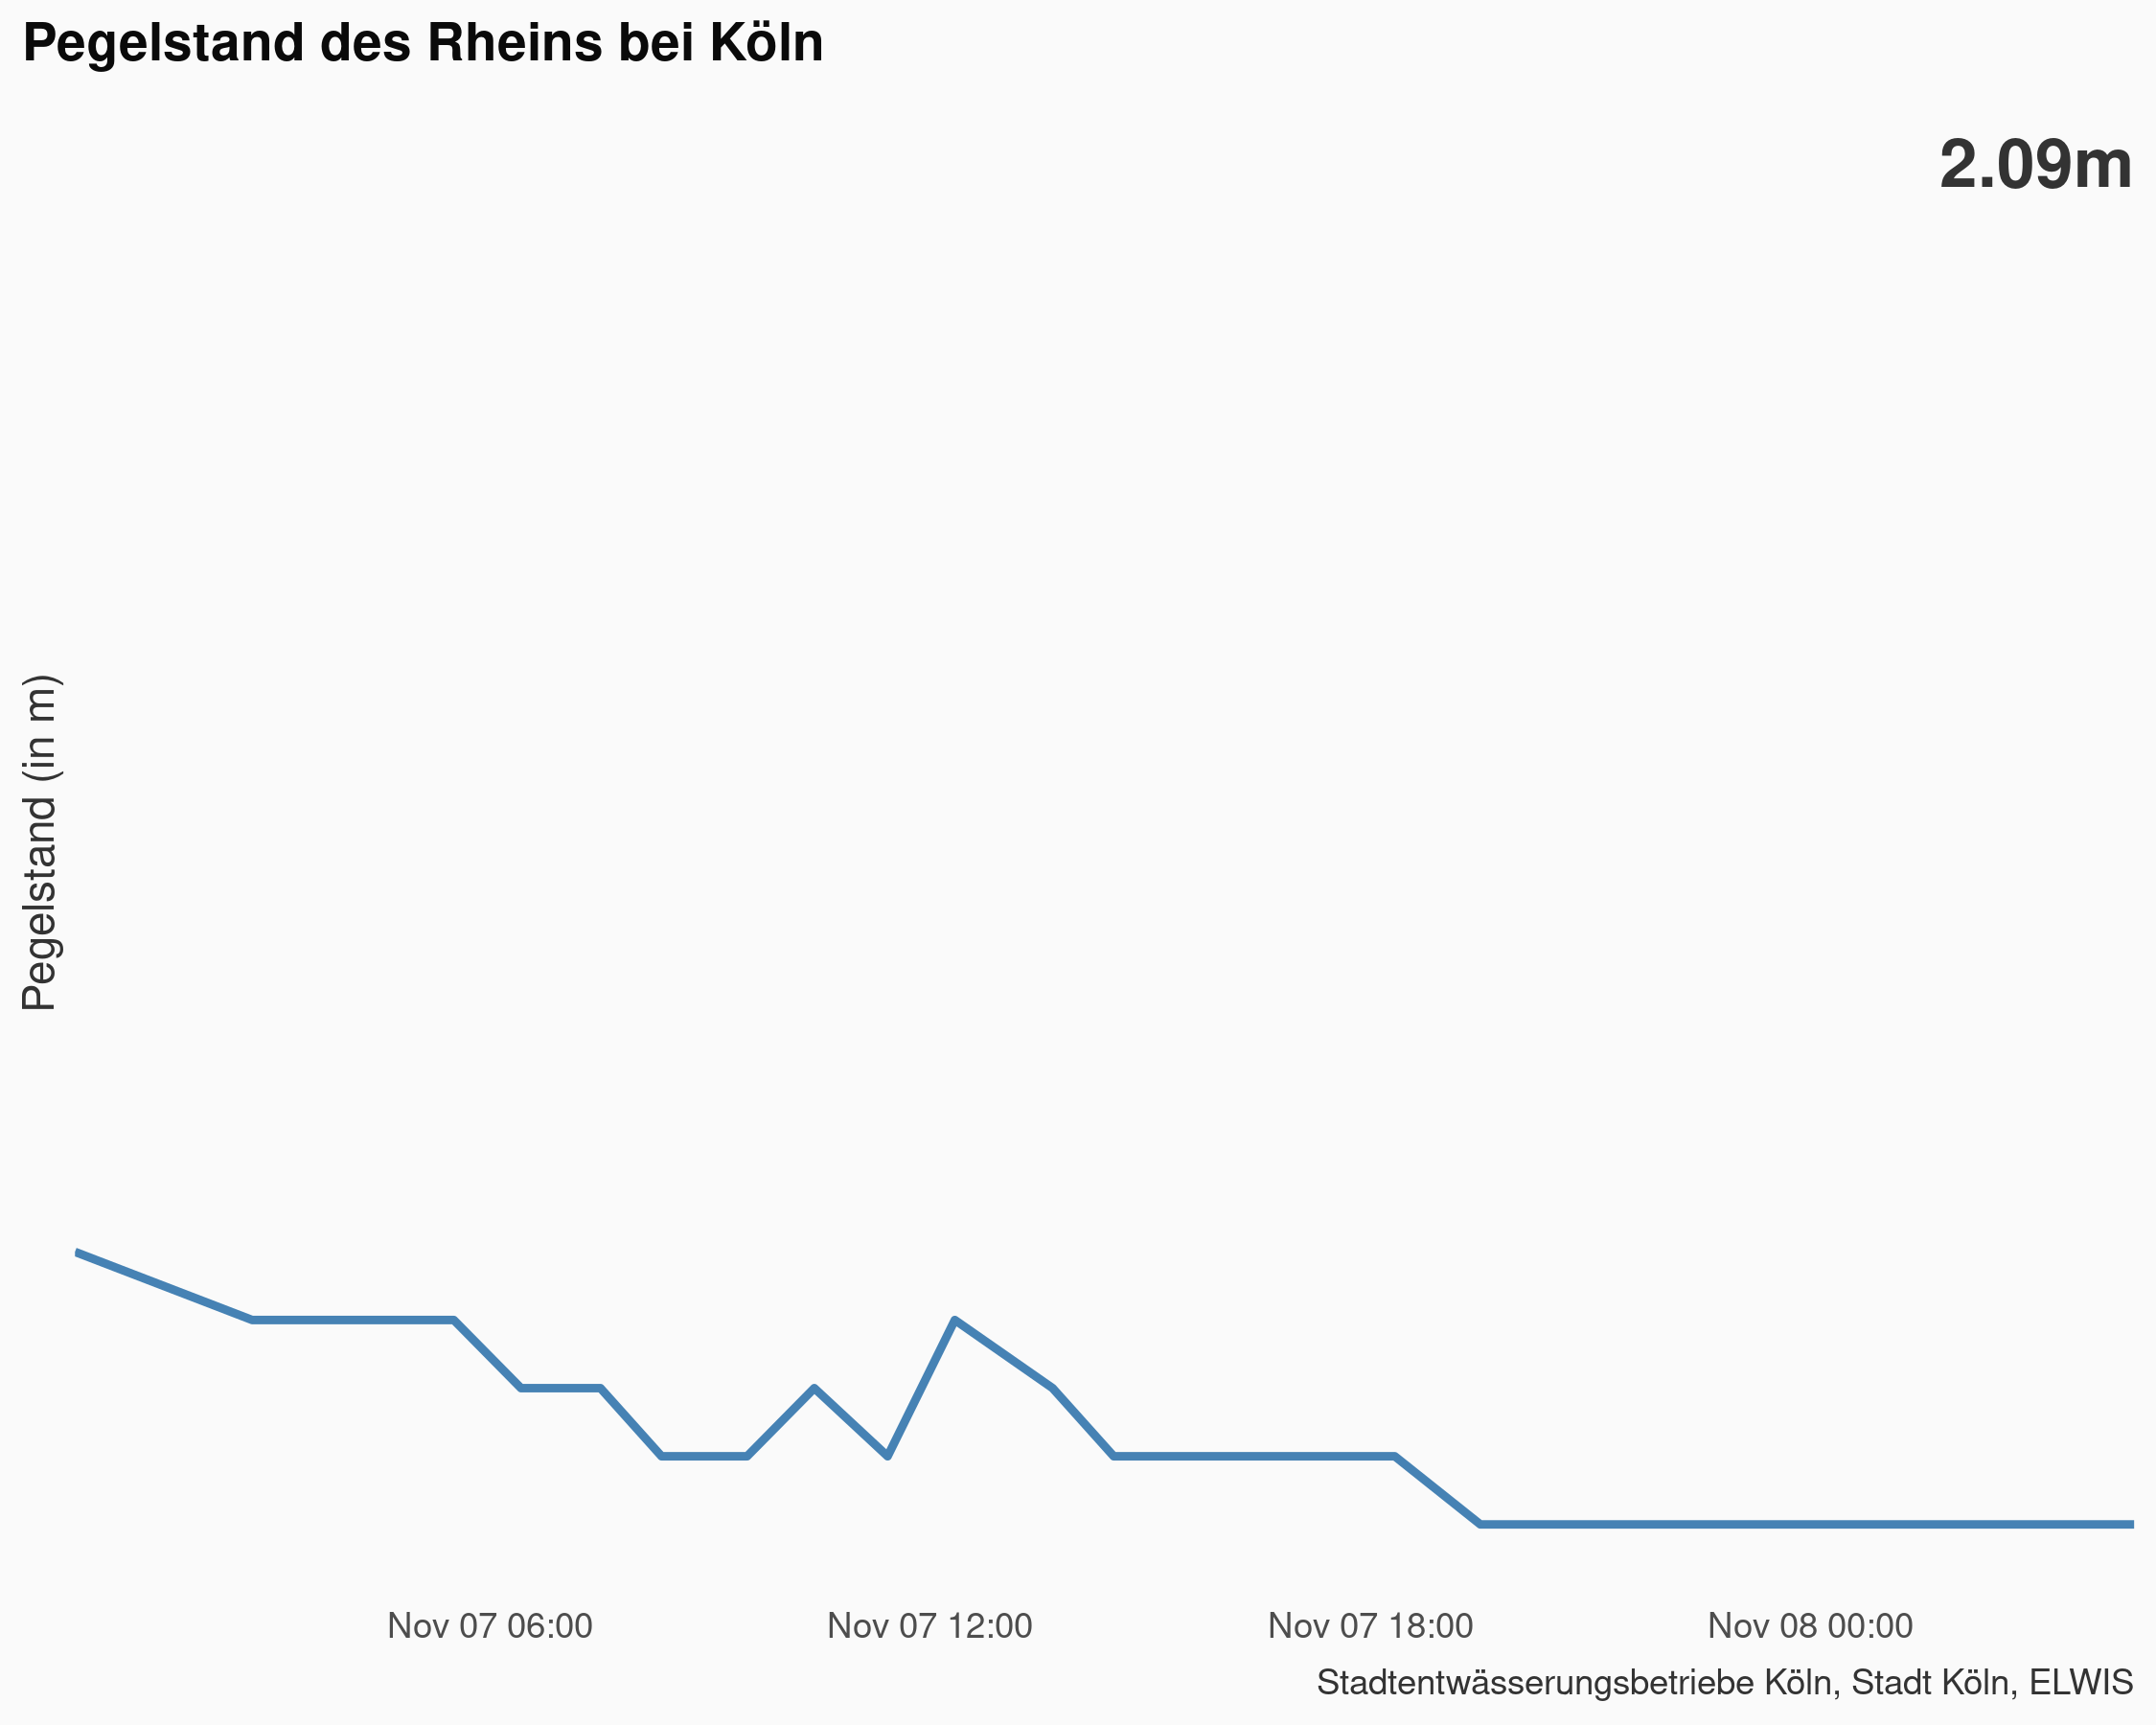 Pegelstand des Rheins bei Köln
2.09m
Pegelstand (in m)
Nov 07 06:00
Nov 07 12:00
Nov 07 18:00
Nov 08 00:00
Stadtentwässerungsbetriebe Köln, Stadt Köln, ELWIS